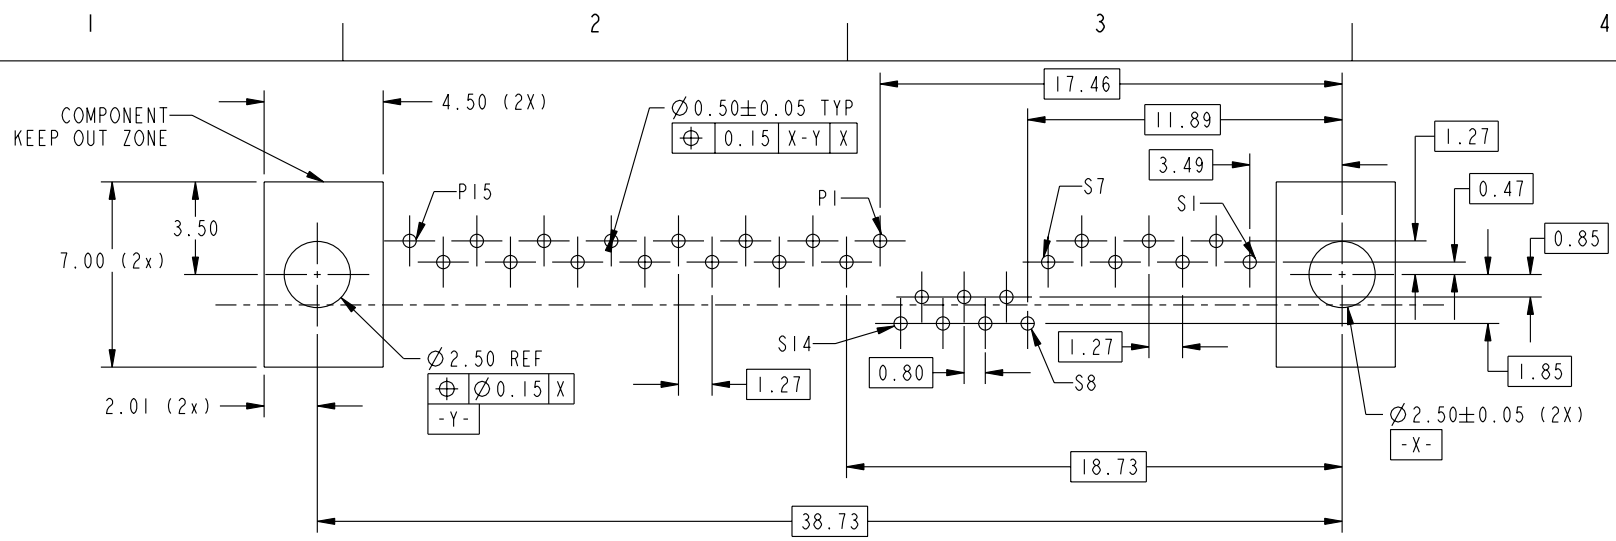 1 2 3 4
17.46
COMPONENT
KEEP OUT ZONE
4.50 (2X)
Ø0.50±0.05 TYP
⌖ 0.15 X-Y X
11.89
1.27
3.49
0.47
P15
P1
S7
S1
3.50
0.85
7.00 (2x)
S14
1.27
Ø2.50 REF
⌖ Ø0.15 X
-Y-
1.27
0.80
S8
1.85
2.01 (2x)
Ø2.50±0.05 (2X)
-X-
18.73
38.73